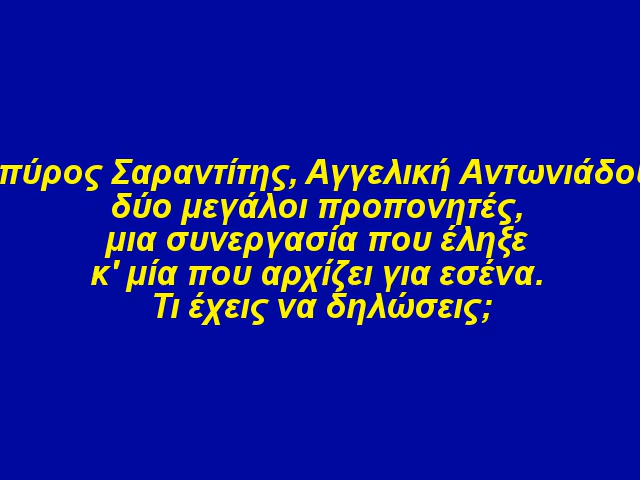 πύρος Σαραντίτης, Αγγελική Αντωνιάδου
δύο μεγάλοι προπονητές,
μια συνεργασία που έληξε
κ' μία που αρχίζει για εσένα.
Τι έχεις να δηλώσεις;